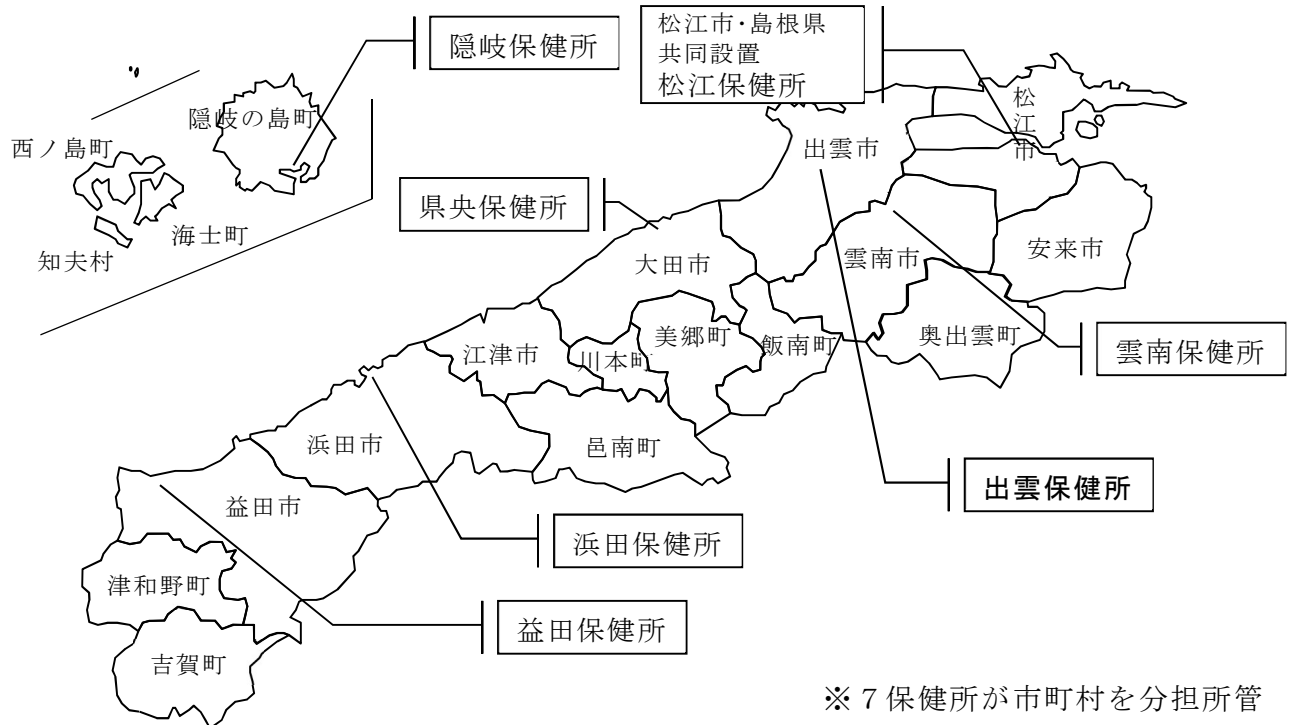 隠岐保健所
松江市・島根県
共同設置
松江保健所
隠岐の島町
西ノ島町
海士町
知夫村
松江市
出雲市
県央保健所
大田市
雲南市
安来市
美郷町
飯南町
奥出雲町
雲南保健所
江津市
川本町
浜田市
邑南町
出雲保健所
益田市
浜田保健所
津和野町
益田保健所
吉賀町
※７保健所が市町村を分担所管